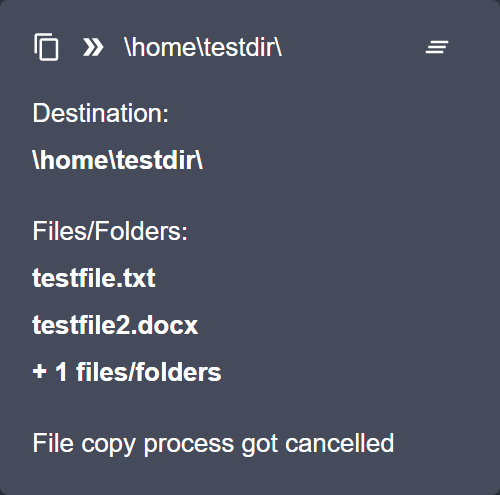 \home\testdir\
Destination:
\home\testdir\
Files/Folders:
testfile.txt
testfile2.docx
+ 1 files/folders
File copy process got cancelled